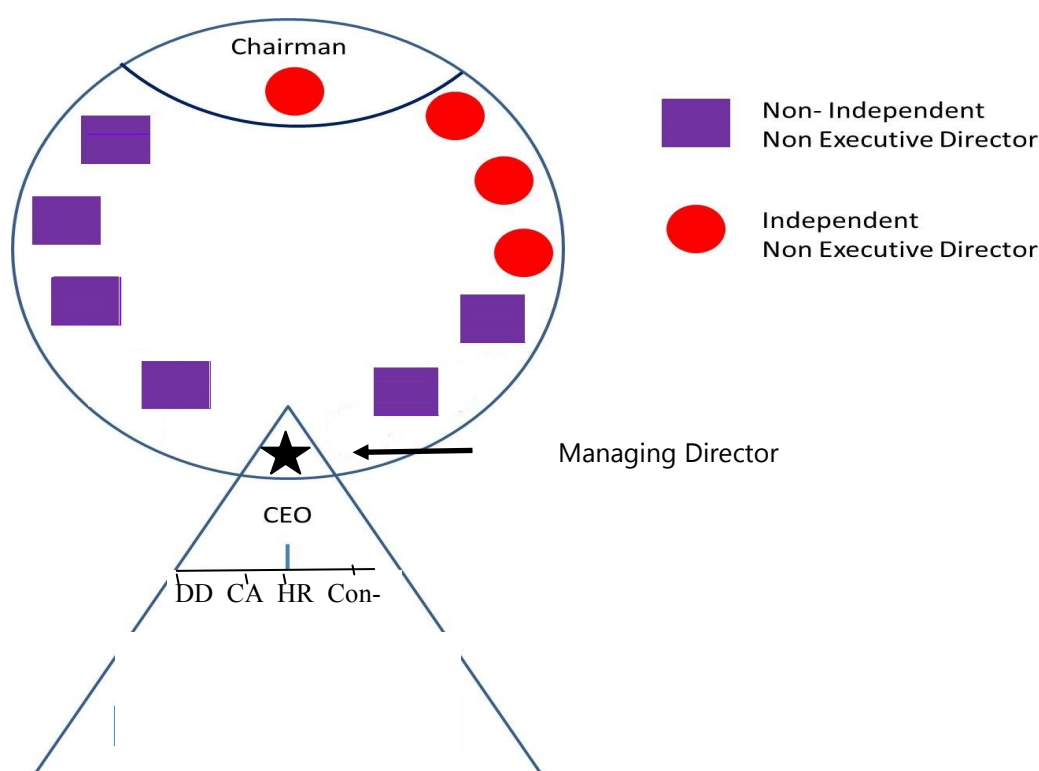 Chairman
Non- Independent
Non Executive Director
Independent
Non Executive Director
Managing Director
CEO
DD CA HR Con-